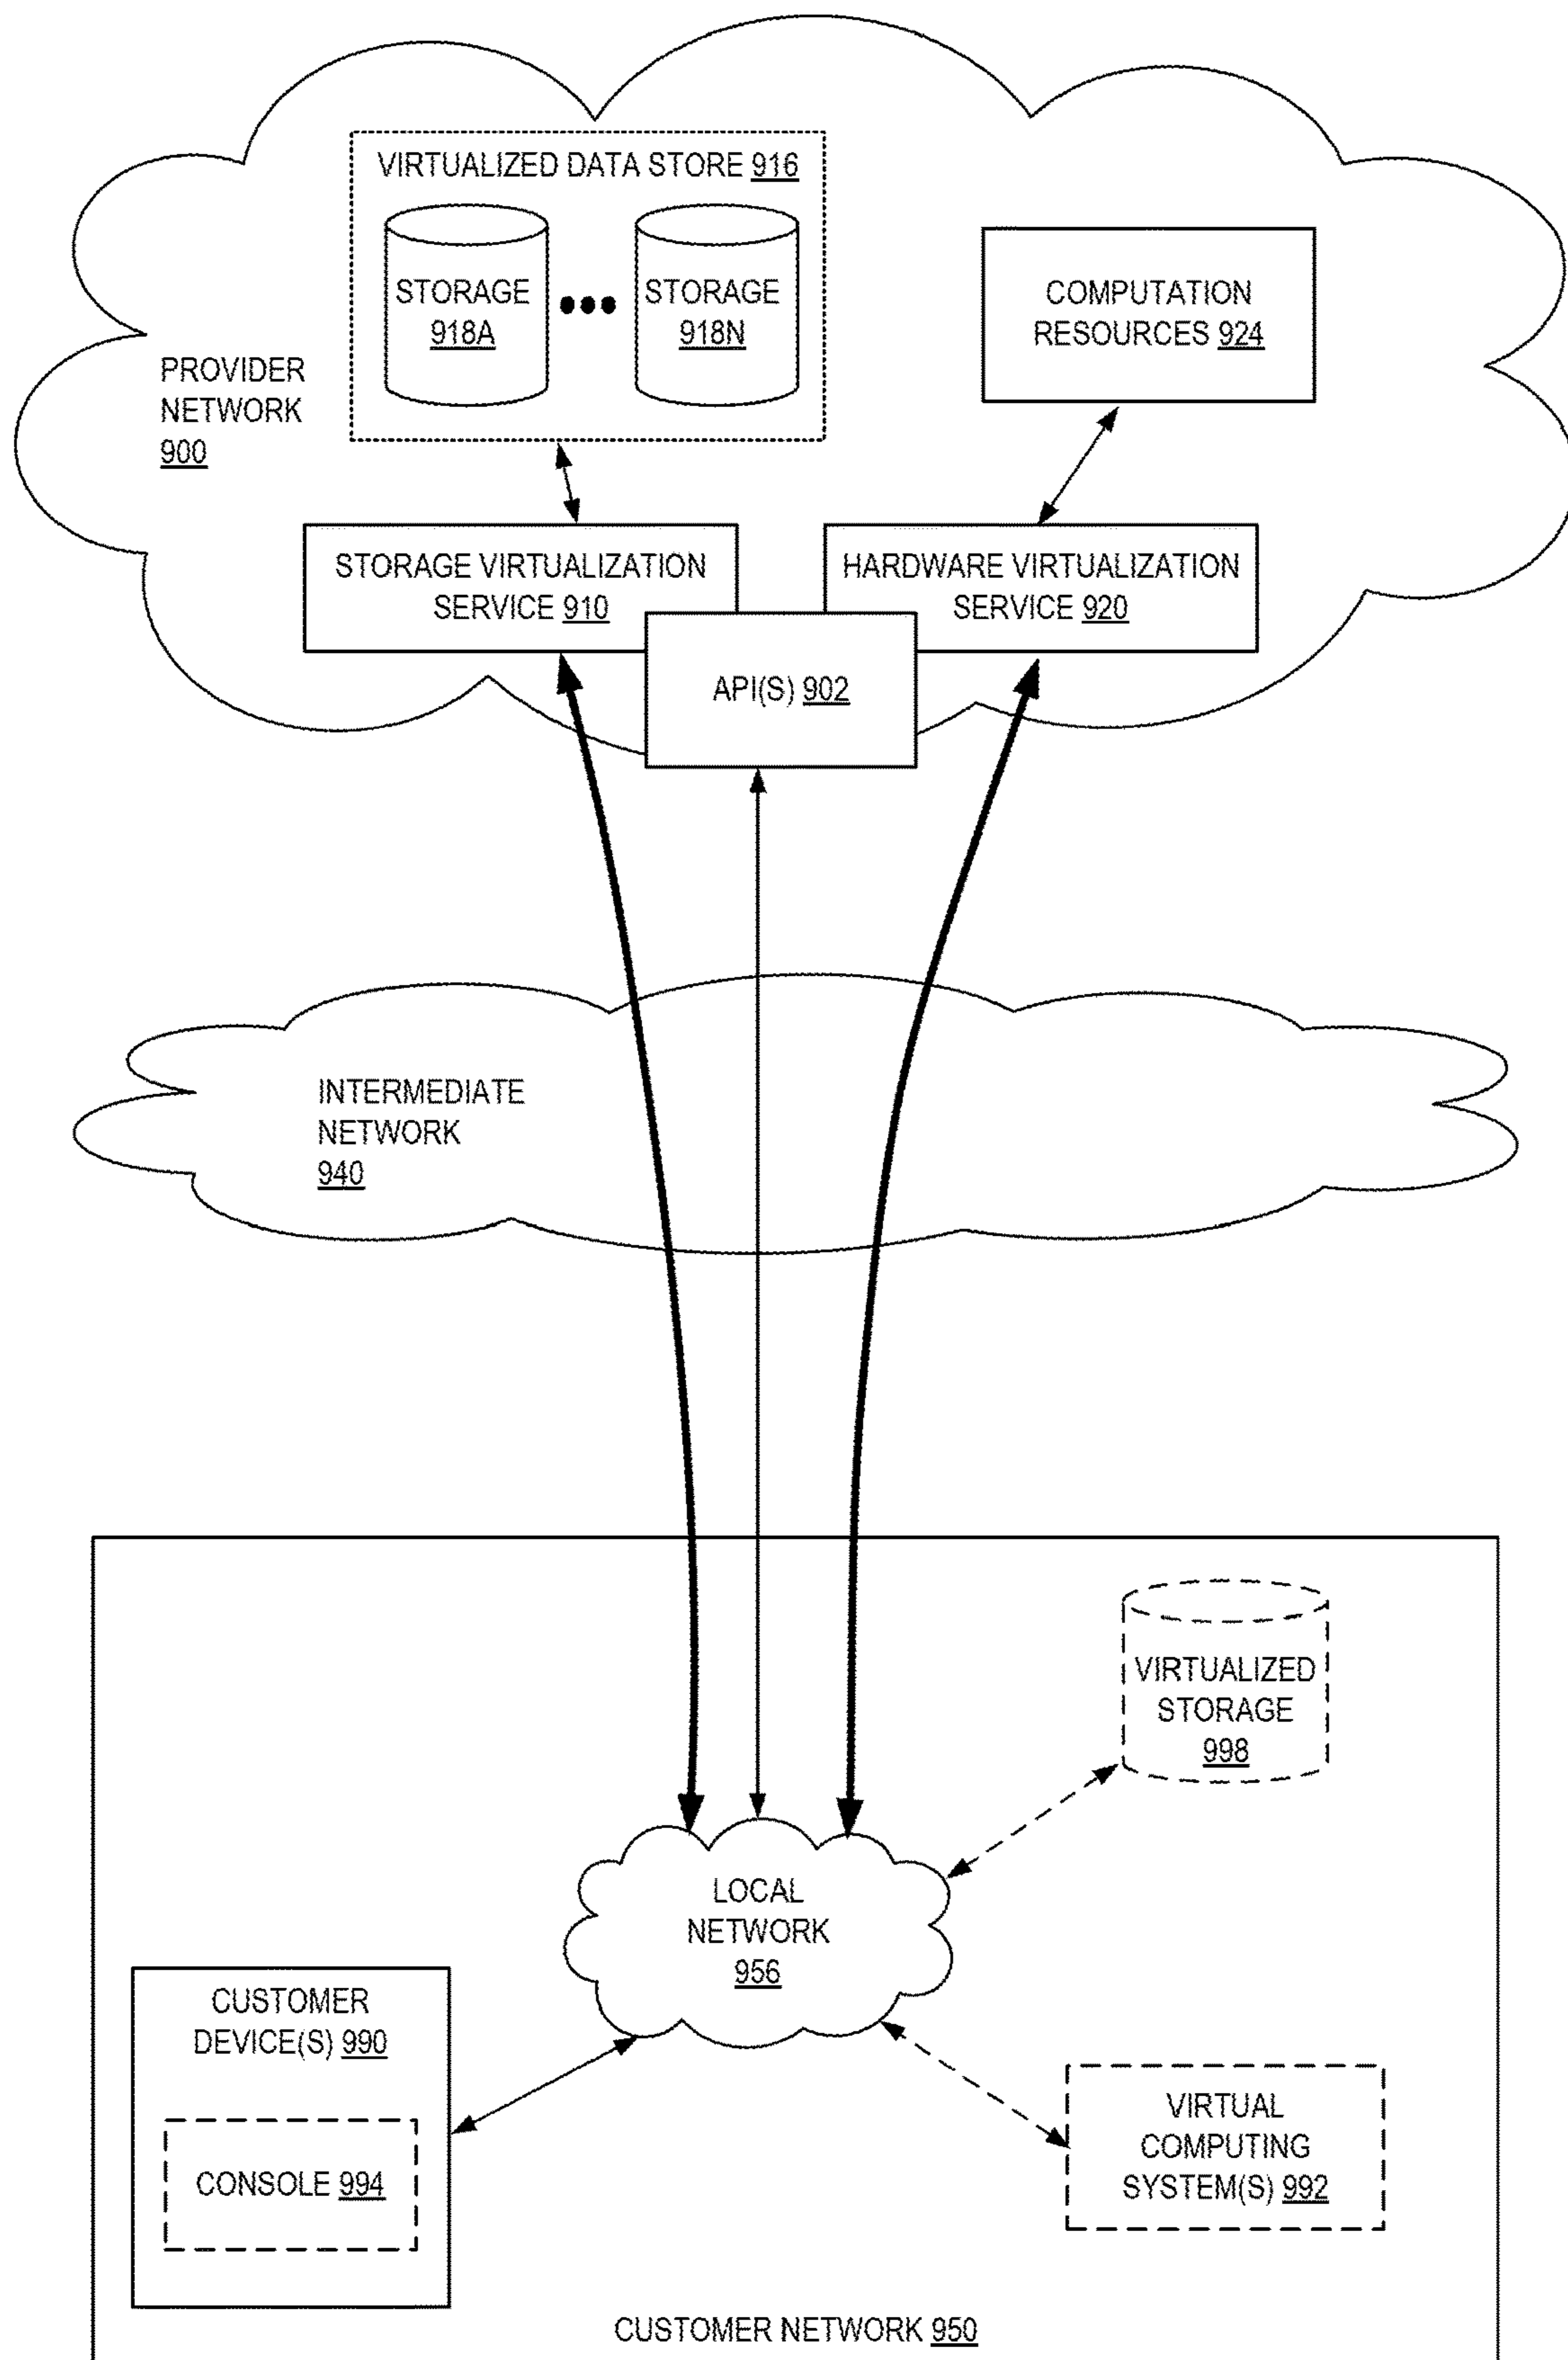 VIRTUALIZED DATA STORE 916
STORAGE
918A
STORAGE
918N
COMPUTATION
RESOURCES 924
PROVIDER
NETWORK
900
STORAGE VIRTUALIZATION
SERVICE 910
HARDWARE VIRTUALIZATION
SERVICE 920
API(S) 902
INTERMEDIATE
NETWORK
940
VIRTUALIZED
STORAGE
998
LOCAL
NETWORK
956
CUSTOMER
DEVICE(S) 990
CONSOLE 994
VIRTUAL
COMPUTING
SYSTEM(S) 992
CUSTOMER NETWORK 950